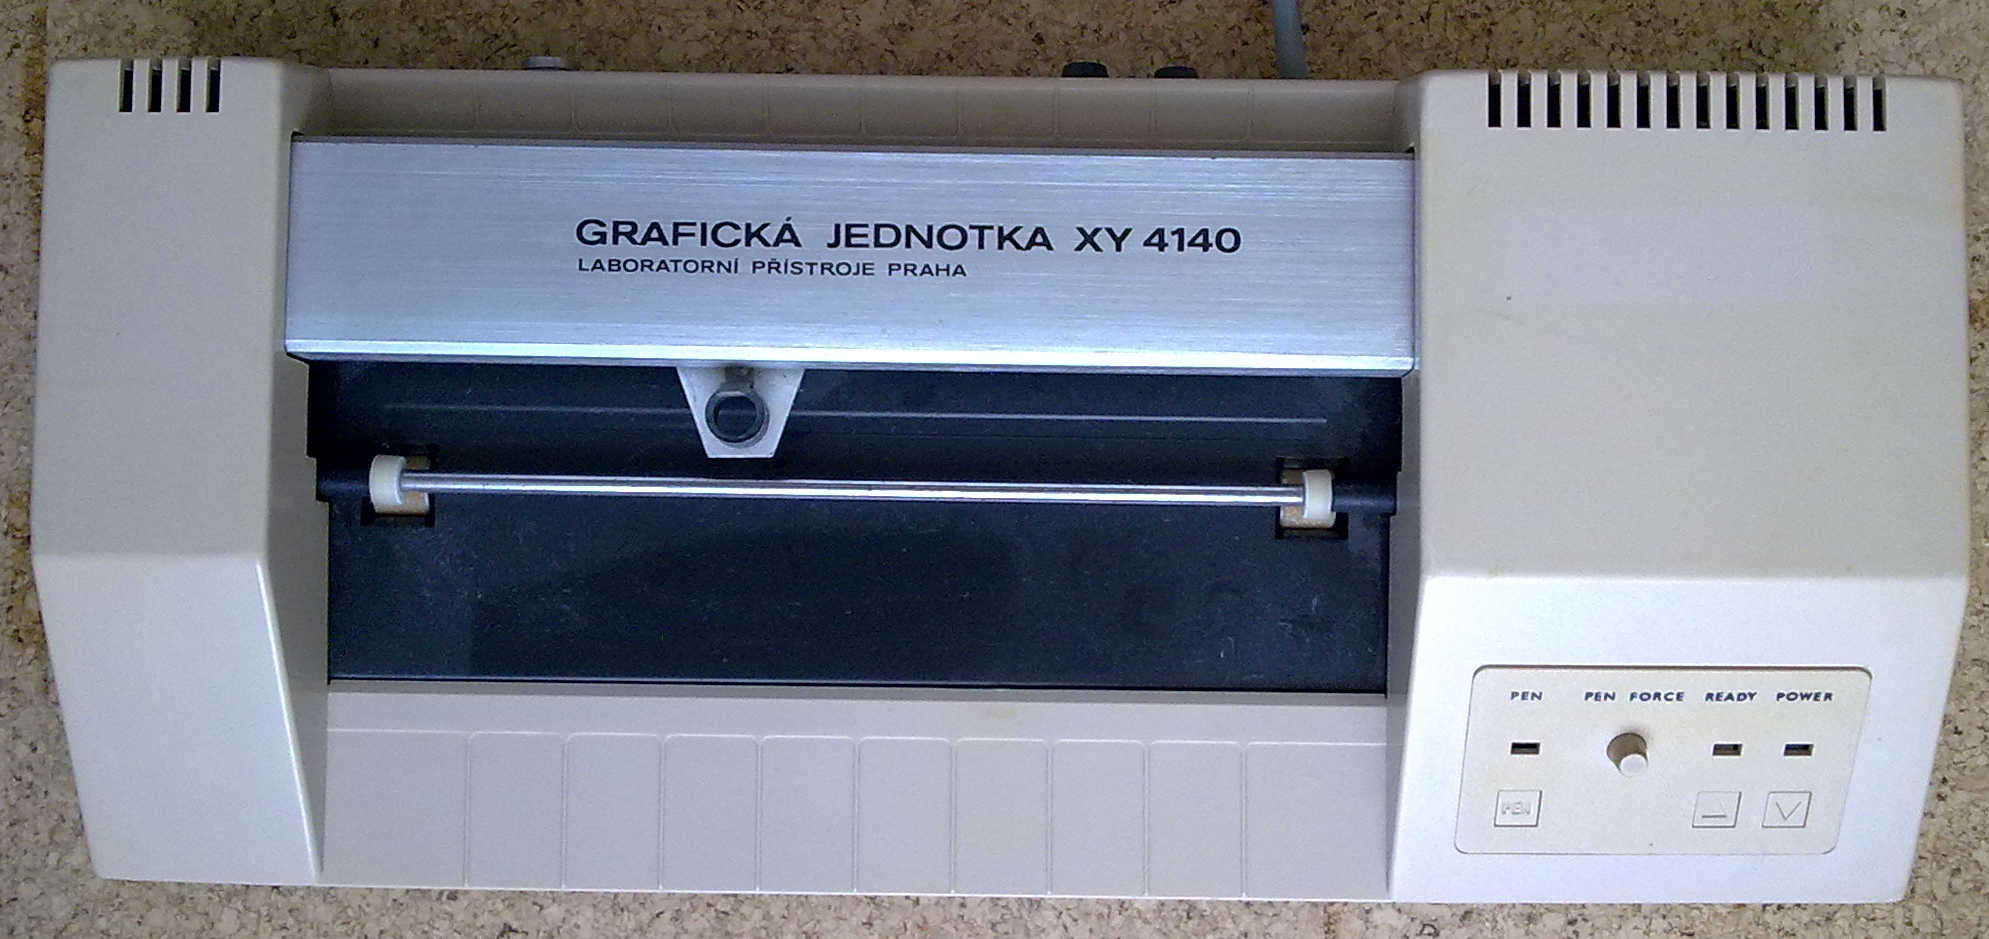 GRAFICKÁ JEDNOTKA XY 4140
LABORATORNÍ PŘÍSTROJE PRAHA
PEN PEN FORCE READY POWER
PEN